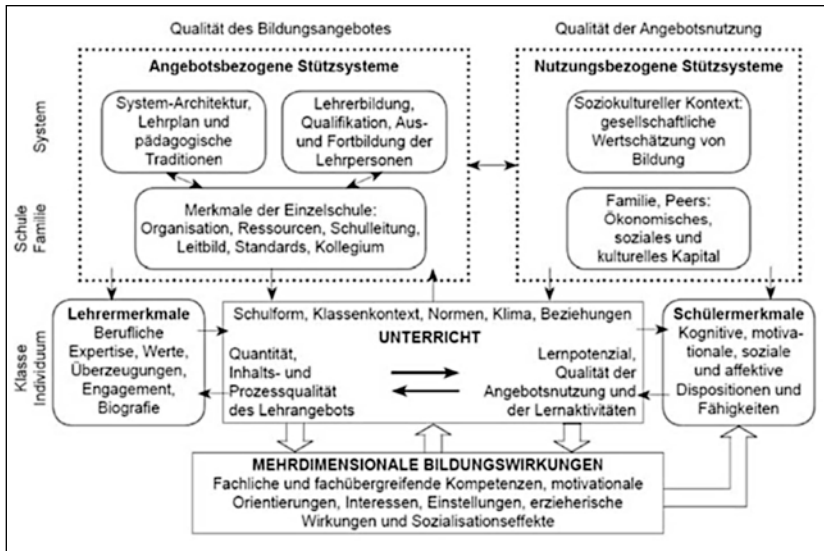 Qualität des Bildungsangebotes
Qualität der Angebotsnutzung
Angebotsbezogene Stützsysteme
Nutzungsbezogene Stützsysteme
System
System-Architektur,
Lehrplan und
pädagogische
Traditionen
Lehrerbildung,
Qualifikation, Aus-
und Fortbildung der
Lehrpersonen
Soziokultureller Kontext:
gesellschaftliche
Wertschätzung von
Bildung
Schule
Familie
Merkmale der Einzelschule:
Organisation, Ressourcen, Schulleitung,
Leitbild, Standards, Kollegium
Familie, Peers:
Ökonomisches,
soziales und
kulturelles Kapital
Klasse
Individuum
Lehrermerkmale
Berufliche
Expertise, Werte,
Überzeugungen,
Engagement,
Biografie
Schulform, Klassenkontext, Normen, Klima, Beziehungen
UNTERRICHT
Quantität,
Inhalts- und
Prozessqualität
des Lehrangebots
Lernpotenzial,
Qualität der
Angebotsnutzung und
der Lernaktivitäten
Schülermerkmale
Kognitive, motiva-
tionale, soziale
und affektive
Dispositionen und
Fähigkeiten
MEHRDIMENSIONALE BILDUNGSWIRKUNGEN
Fachliche und fachübergreifende Kompetenzen, motivationale
Orientierungen, Interessen, Einstellungen, erzieherische
Wirkungen und Sozialisationseffekte